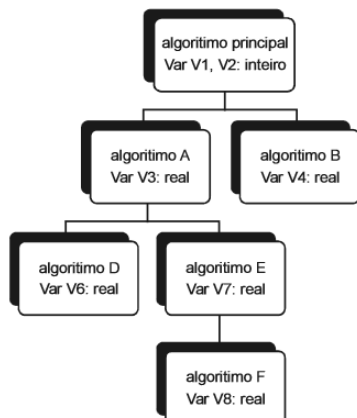 algoritimo principal
Var V1, V2: inteiro
algoritimo A
Var V3: real
algoritimo B
Var V4: real
algoritimo D
Var V6: real
algoritimo E
Var V7: real
algoritimo F
Var V8: real